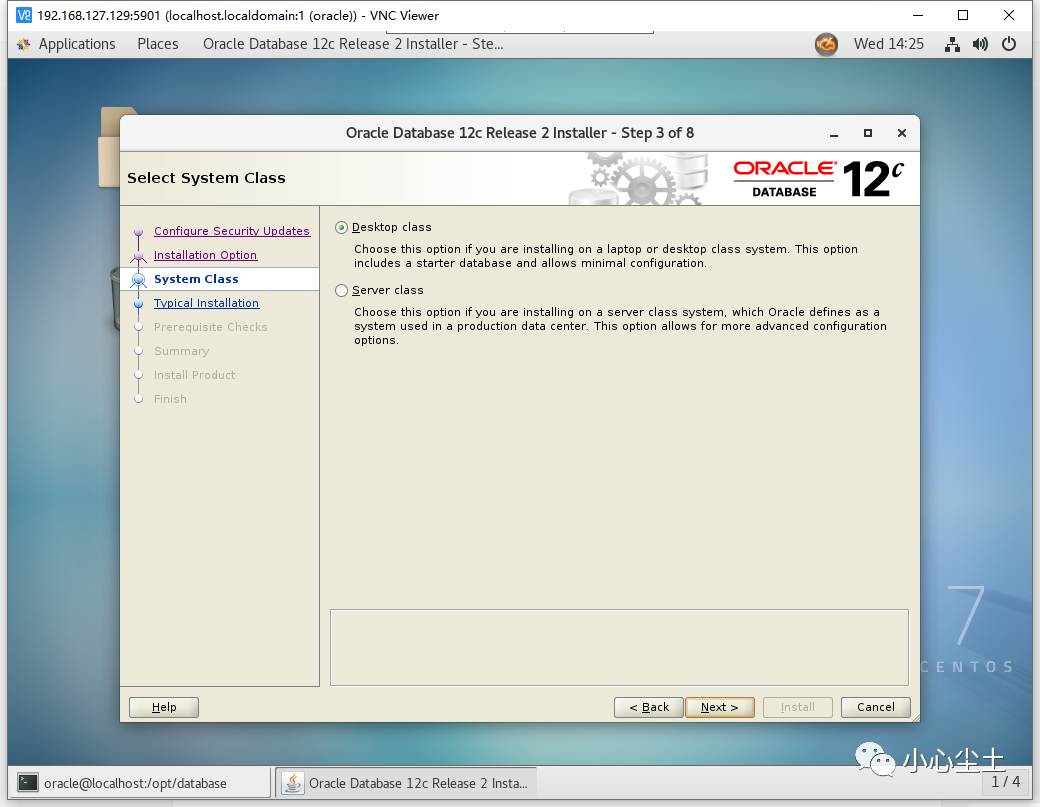 192.168.127.129:5901 (localhost.localdomain:1 (oracle)) - VNC Viewer
Applications Places Oracle Database 12c Release 2 Installer - Ste... Wed 14:25
Oracle Database 12c Release 2 Installer - Step 3 of 8
Select System Class
ORACLE
DATABASE
12c
Configure Security Updates
Installation Option
System Class
Typical Installation
Prerequisite Checks
Summary
Install Product
Finish
Desktop class
Choose this option if you are installing on a laptop or desktop class system. This option
includes a starter database and allows minimal configuration.
Server class
Choose this option if you are installing on a server class system, which Oracle defines as a
system used in a production data center. This option allows for more advanced configuration
options.
7
CENTOS
Help < Back Next > Install Cancel
小心尘土
oracle@localhost:/opt/database Oracle Database 12c Release 2 Insta... 1 / 4